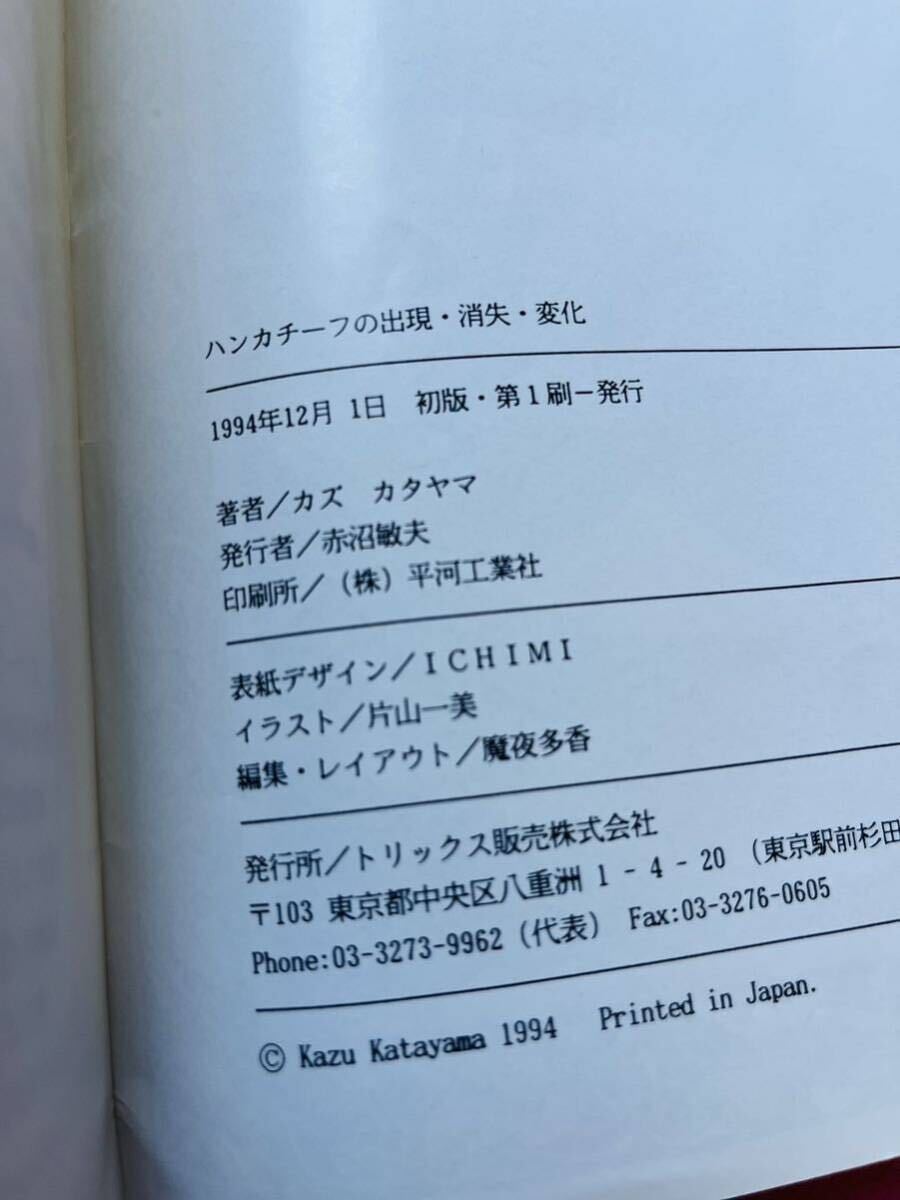 ハンカチーフの出現・消失・変化
1994年12月 1日　初版・第1刷－発行
著者／カズ　カタヤマ
発行者／赤沼敏夫
印刷所／（株）平河工業社
表紙デザイン／ＩＣＨＩＭＩ
イラスト／片山一美
編集・レイアウト／魔夜多香
発行所／トリックス販売株式会社
〒103 東京都中央区八重洲 1 - 4 - 20 （東京駅前杉田
Phone:03-3273-9962（代表） Fax:03-3276-0605
© Kazu Katayama 1994　Printed in Japan.